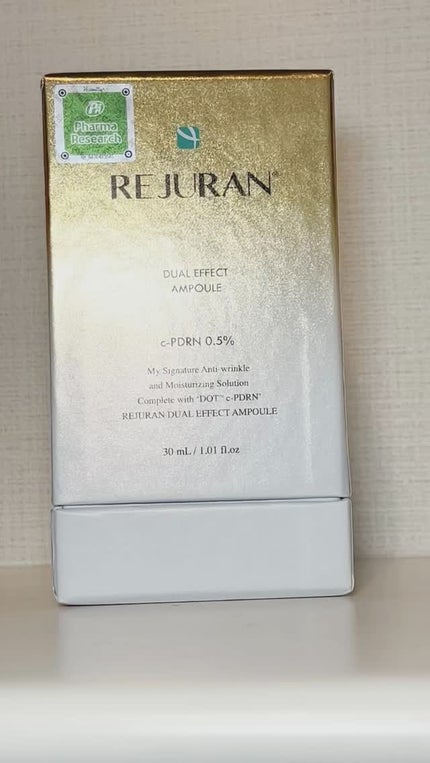 Pharma
Research
REJURAN®
DUAL EFFECT
AMPOULE
c-PDRN 0.5%
My Signature Anti-wrinkle
and Moisturizing Solution
Complete with "DOT™ c-PDRN"
REJURAN DUAL EFFECT AMPOULE
30 mL / 1.01 fl.oz